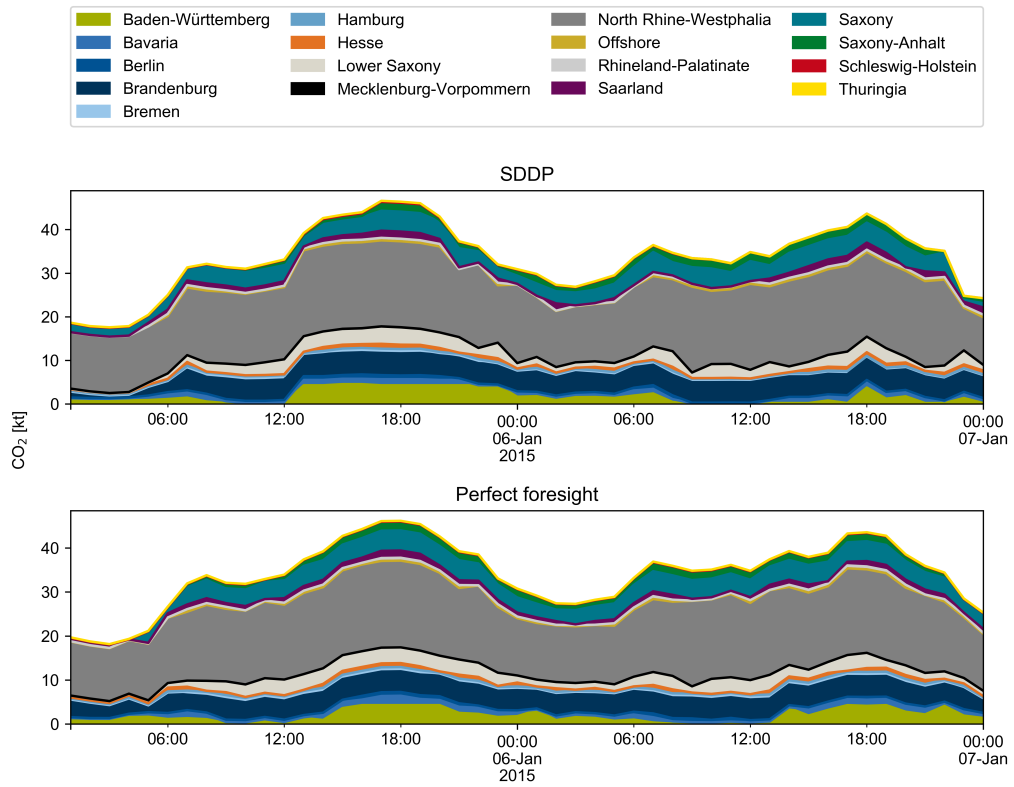 Baden-Württemberg Hamburg North Rhine-Westphalia Saxony
Bavaria Hesse Offshore Saxony-Anhalt
Berlin Lower Saxony Rhineland-Palatinate Schleswig-Holstein
Brandenburg Mecklenburg-Vorpommern Saarland Thuringia
Bremen
SDDP
40
30
20
10
0
06:00 12:00 18:00 00:00 06:00 12:00 18:00 00:00
06-Jan 07-Jan
2015
CO₂ [kt]
Perfect foresight
40
30
20
10
0
06:00 12:00 18:00 00:00 06:00 12:00 18:00 00:00
06-Jan 07-Jan
2015